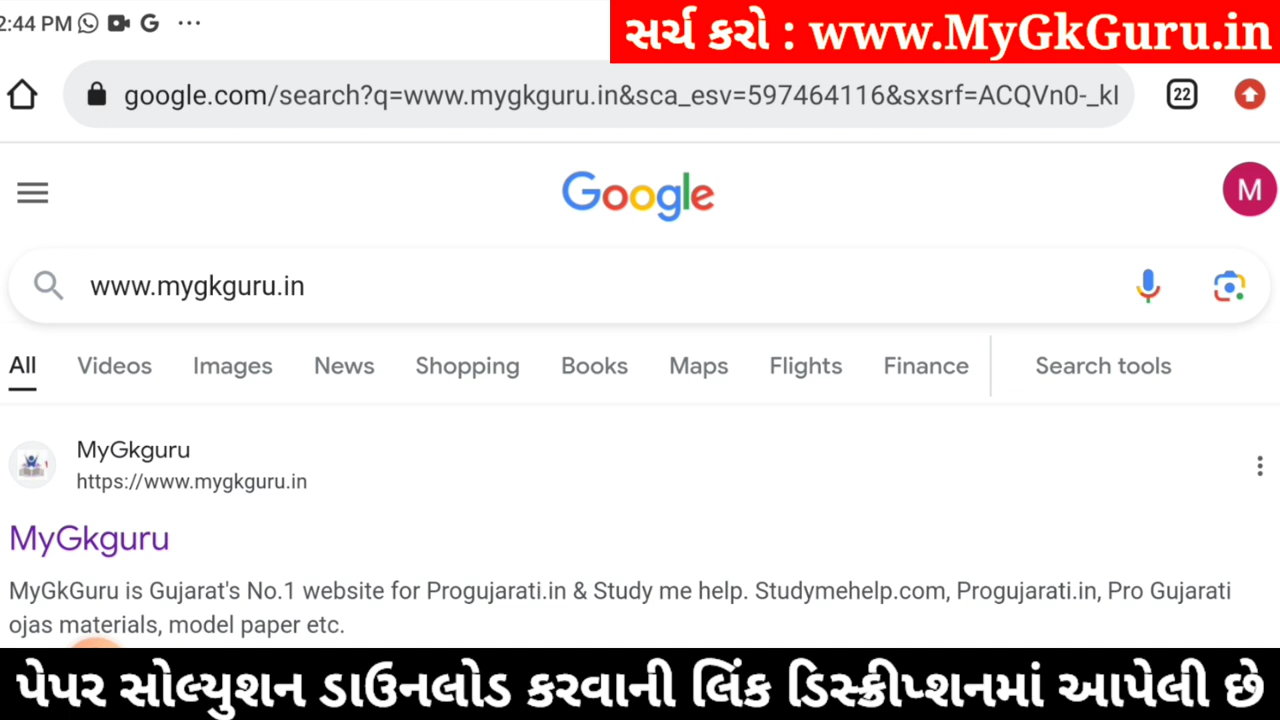 2:44 PM G ...
સર્ચ કરો : www.MyGkGuru.in
google.com/search?q=www.mygkguru.in&sca_esv=597464116&sxsrf=ACQVn0-_kI
22
Google
M
www.mygkguru.in
All Videos Images News Shopping Books Maps Flights Finance Search tools
MyGkguru
https://www.mygkguru.in
MyGkguru
MyGkGuru is Gujarat's No.1 website for Progujarati.in & Study me help. Studymehelp.com, Progujarati.in, Pro Gujarati
ojas materials, model paper etc.
પેપર સોલ્યુશન ડાઉનલોડ કરવાની લિંક ડિસ્ક્રીપ્શનમાં આપેલી છે